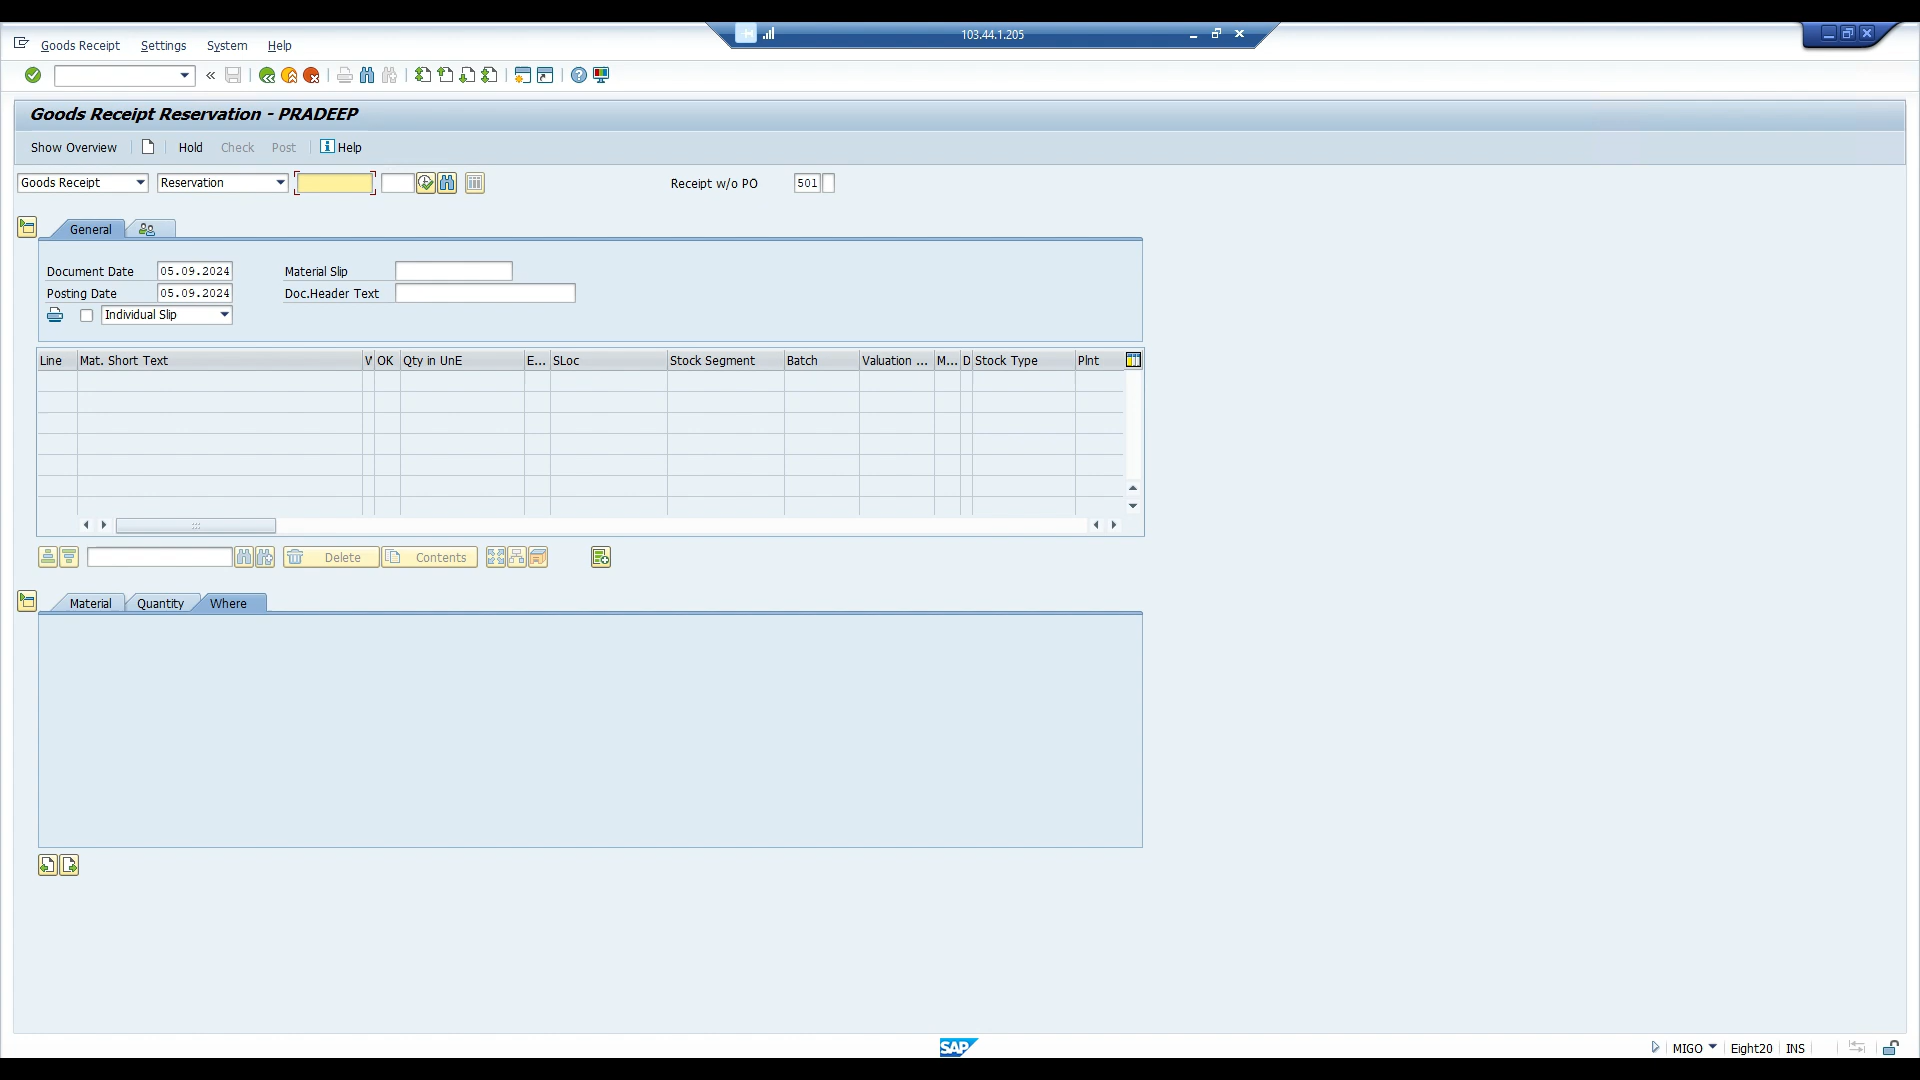 103.44.1.205
Goods Receipt Settings System Help
Goods Receipt Reservation - PRADEEP
Show Overview Hold Check Post Help
Goods Receipt Reservation Receipt w/o PO 501
General
Document Date 05.09.2024 Material Slip
Posting Date 05.09.2024 Doc.Header Text
Individual Slip
Line Mat. Short Text V OK Qty in UnE E... SLoc Stock Segment Batch Valuation ... M... D Stock Type Plnt
Delete Contents
Material Quantity Where
SAP MIGO Eight20 INS